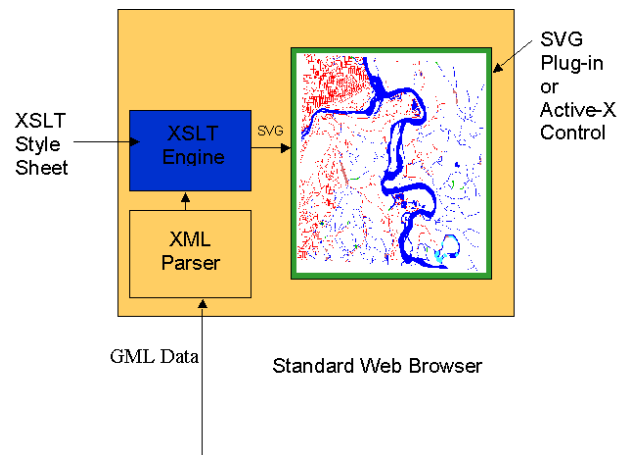 SVG
Plug-in
or
Active-X
Control
XSLT
Style
Sheet
XSLT
Engine
SVG
XML
Parser
GML Data
Standard Web Browser